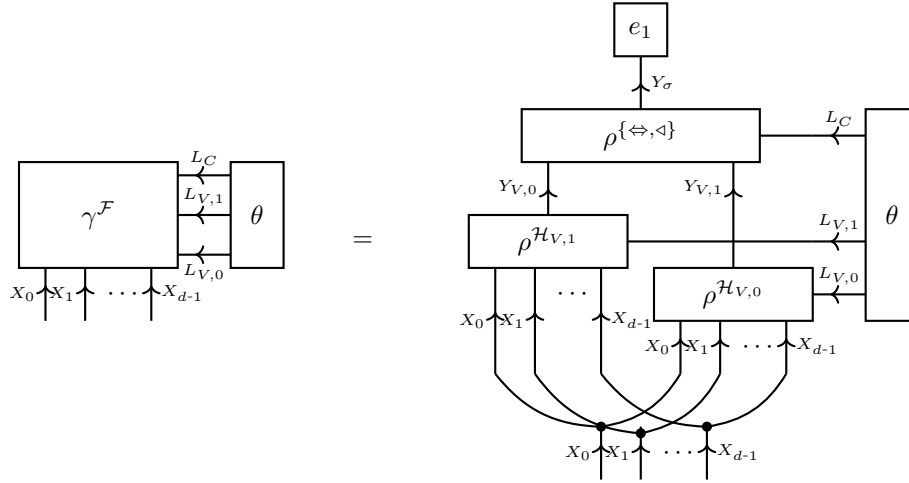 e_1
Y_σ
ρ^{\{⇔,◁\}} L_C
L_C
γ^ℱ L_{V,1} θ
L_{V,0}
X_0 X_1 ··· X_{d-1}
=
Y_{V,0} Y_{V,1}
ρ^{ℋ_{V,1}} L_{V,1} θ
··· ρ^{ℋ_{V,0}} L_{V,0}
X_0 X_1 X_{d-1}
X_0 X_1 ··· X_{d-1}
X_0 X_1 ··· X_{d-1}